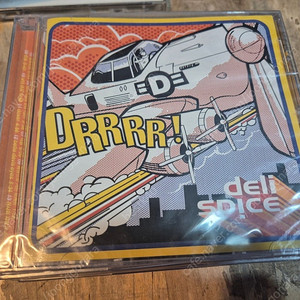 =D=
DRRRR!
deli
SPICE